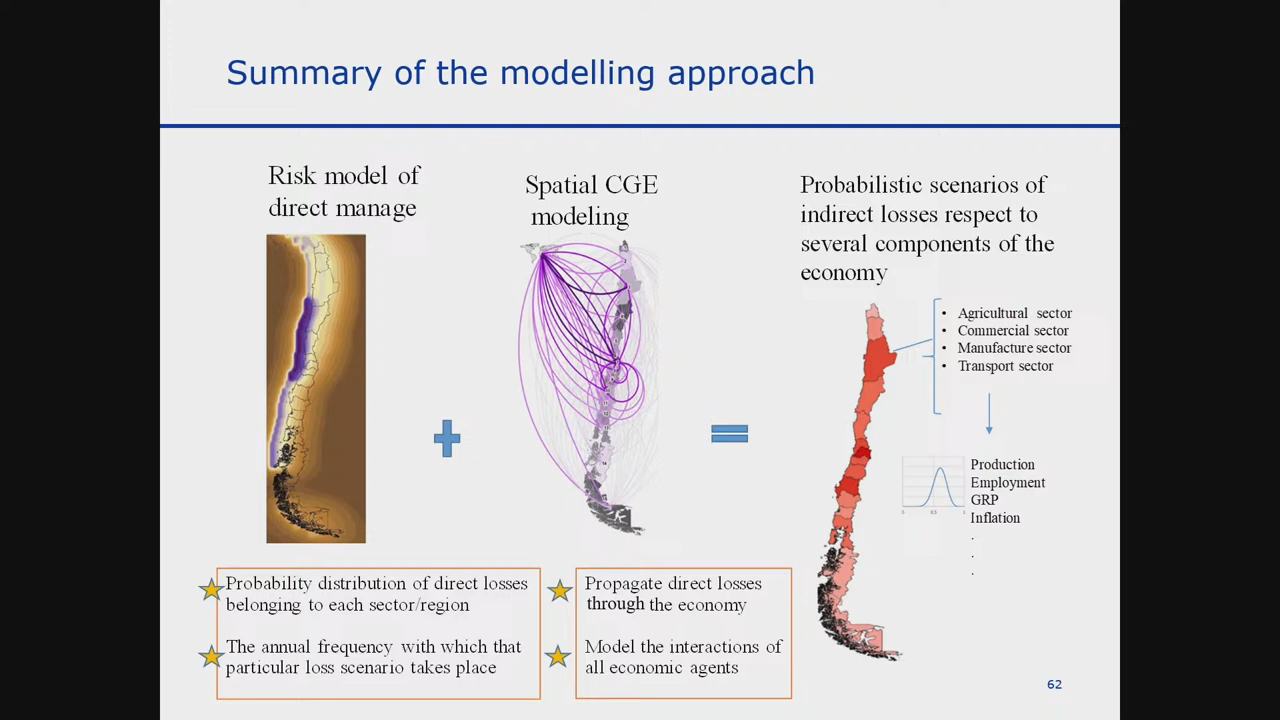 Summary of the modelling approach
Risk model of
direct manage
Spatial CGE
modeling
Probabilistic scenarios of
indirect losses respect to
several components of the
economy
• Agricultural sector
• Commercial sector
• Manufacture sector
• Transport sector
Production
Employment
GRP
Inflation
.
.
.
Probability distribution of direct losses
belonging to each sector/region
The annual frequency with which that
particular loss scenario takes place
Propagate direct losses
through the economy
Model the interactions of
all economic agents
62